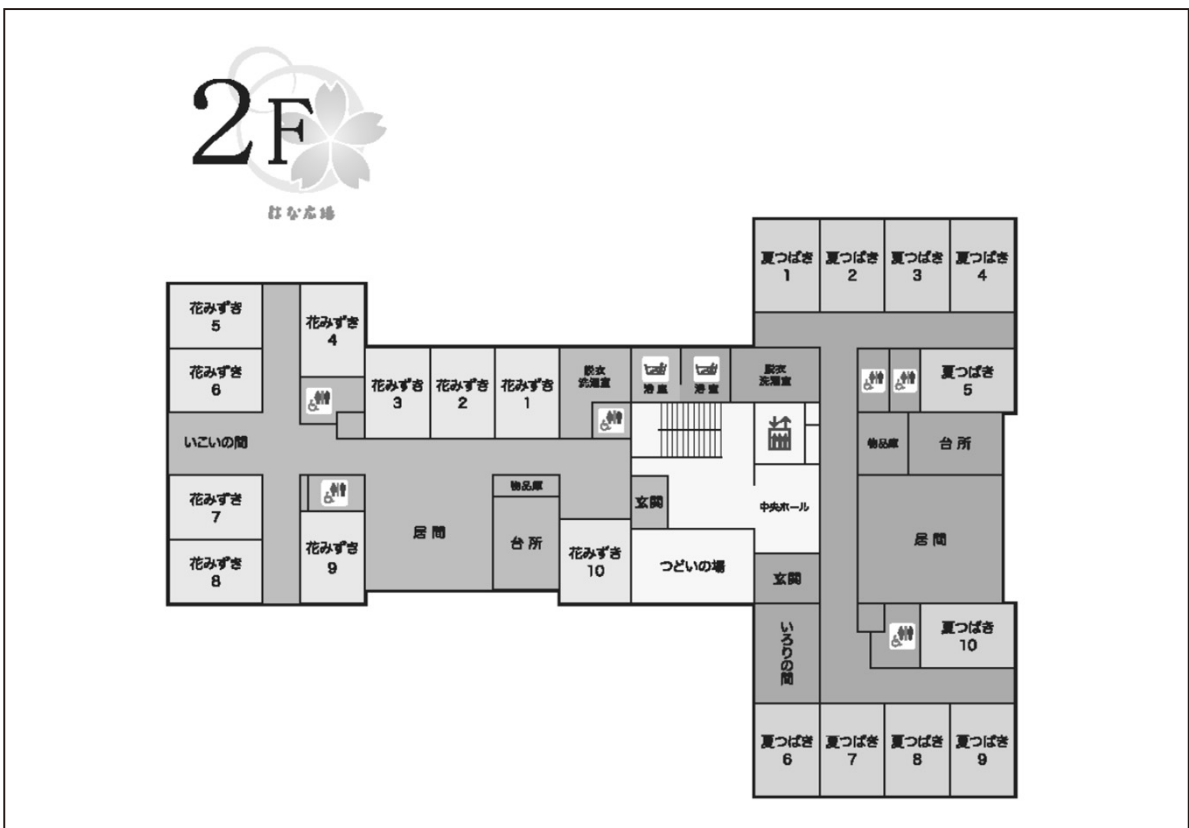 2F
はな広場
夏つばき
1
夏つばき
2
夏つばき
3
夏つばき
4
花みずき
5
花みずき
4
花みずき
6
花みずき
3
花みずき
2
花みずき
1
脱衣
洗濯室
浴室
浴室
脱衣
洗濯室
夏つばき
5
いこいの間
物品庫
台所
花みずき
7
物品庫
玄関
中央ホール
居間
台所
居間
花みずき
8
花みずき
9
花みずき
10
つどいの場
玄関
いろりの間
夏つばき
10
夏つばき
6
夏つばき
7
夏つばき
8
夏つばき
9